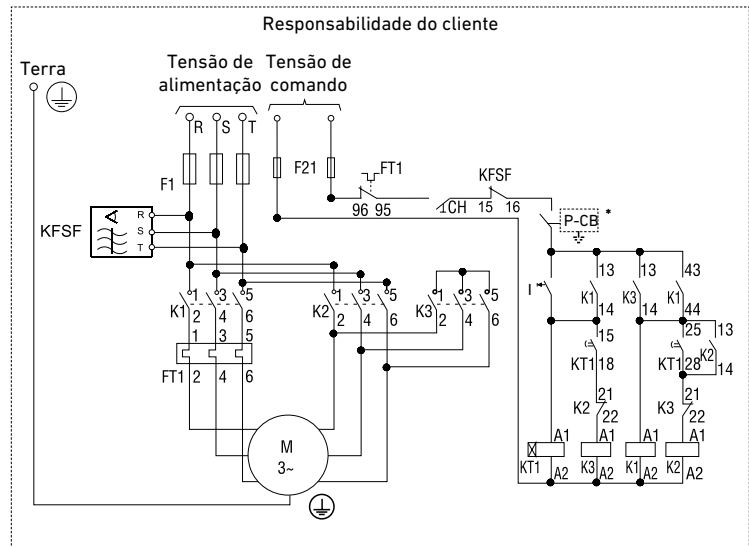 Responsabilidade do cliente
Tensão de alimentação
Tensão de comando
Terra
R S T
F1
F21
FT1
96 95
CH
KFSF
15 16
P-CB *
KFSF
A
R
S
T
K1
1 3 5
2 4 6
K2
1 3 5
2 4 6
K3
1 3 5
2 4 6
FT1
1 3 5
2 4 6
M
3~
I
13
K1
14
13
K3
14
43
K1
44
15
KT1
18
25
KT1
28
13
K2
14
21
K2
22
21
K3
22
KT1
A1
A2
K3
A1
A2
K1
A1
A2
K2
A1
A2